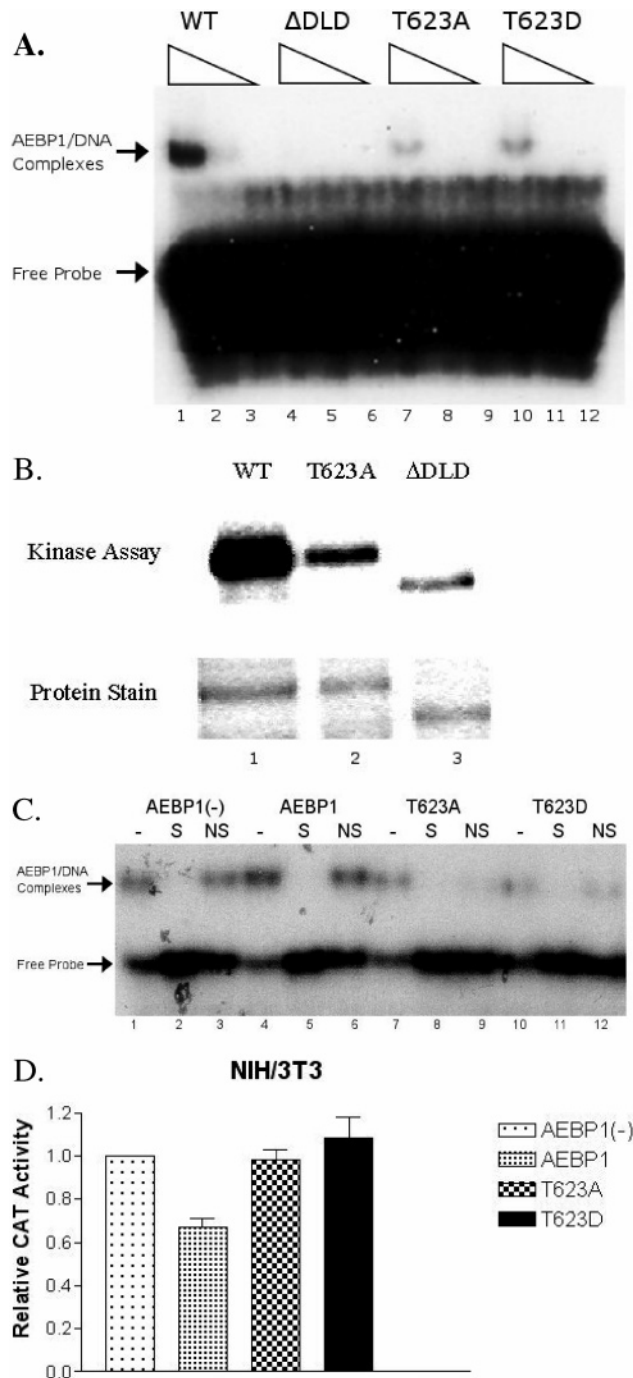 A.
WT ΔDLD T623A T623D
AEBP1/DNA
Complexes
Free Probe
1 2 3 4 5 6 7 8 9 10 11 12
B.
WT T623A ΔDLD
Kinase Assay
Protein Stain
1 2 3
C.
AEBP1(-) AEBP1 T623A T623D
- S NS - S NS - S NS - S NS
AEBP1/DNA
Complexes
Free Probe
1 2 3 4 5 6 7 8 9 10 11 12
D.
NIH/3T3
Relative CAT Activity
1.2
1.0
0.8
0.6
0.4
0.2
0.0
AEBP1(-)
AEBP1
T623A
T623D